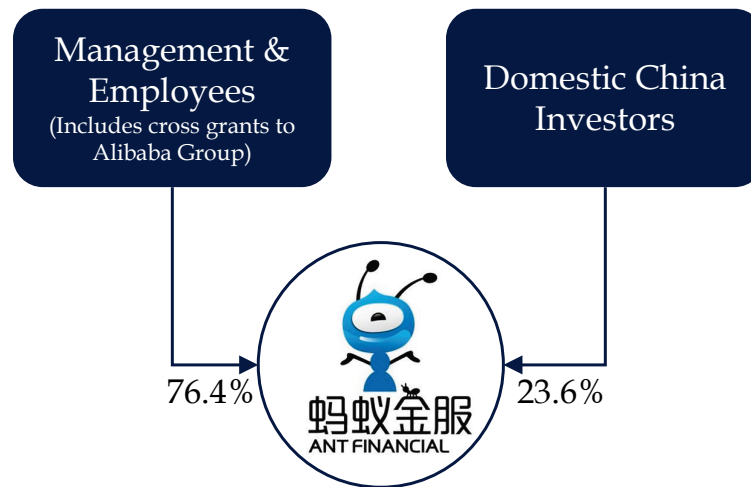 Management &
Employees
(Includes cross grants to
Alibaba Group)
Domestic China
Investors
76.4%
23.6%
蚂蚁金服
ANT FINANCIAL